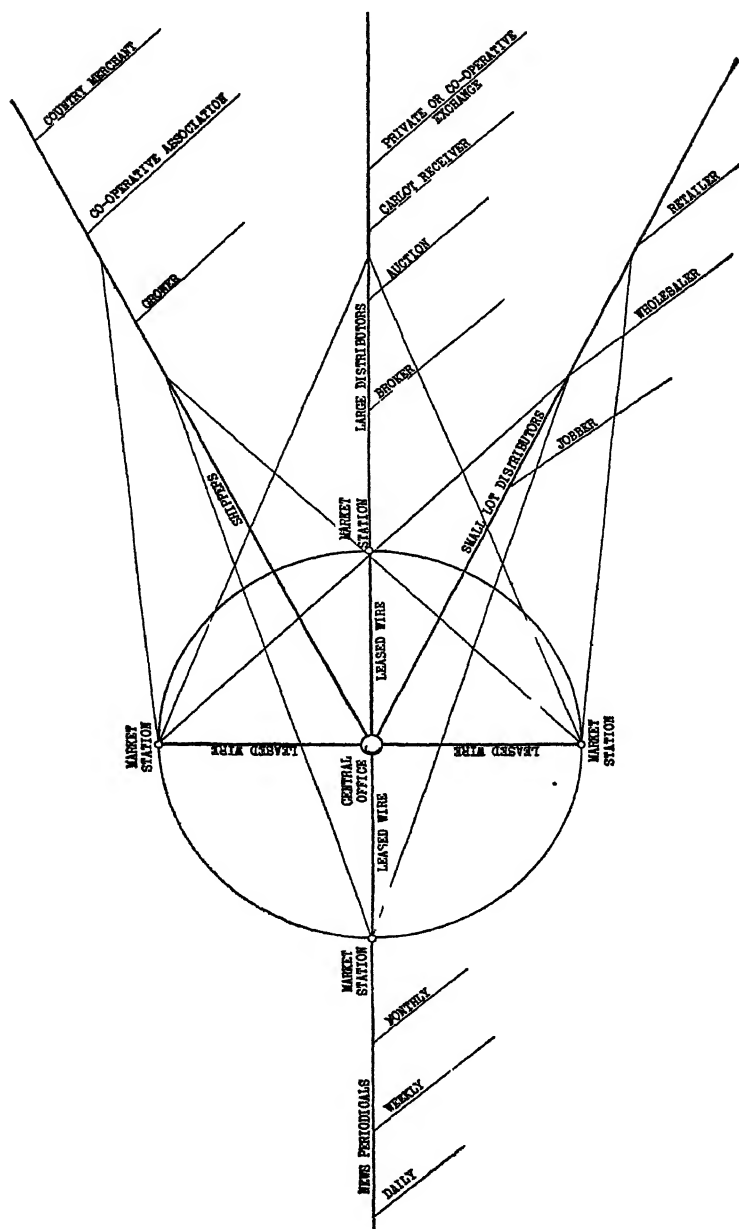 COUNTRY MERCHANT
CO-OPERATIVE ASSOCIATION
GROWER
SHIPPERS
PRIVATE OR CO-OPERATIVE
EXCHANGE
CARLOT RECEIVER
AUCTION
LARGE DISTRIBUTORS
BROKER
RETAILER
WHOLESALER
JOBBER
SMALL LOT DISTRIBUTORS
MARKET
STATION
LEASED WIRE
MARKET
STATION
LEASED WIRE
CENTRAL
OFFICE
LEASED WIRE
MARKET
STATION
LEASED WIRE
MARKET
STATION
MONTHLY
NEWS PERIODICALS
WEEKLY
DAILY